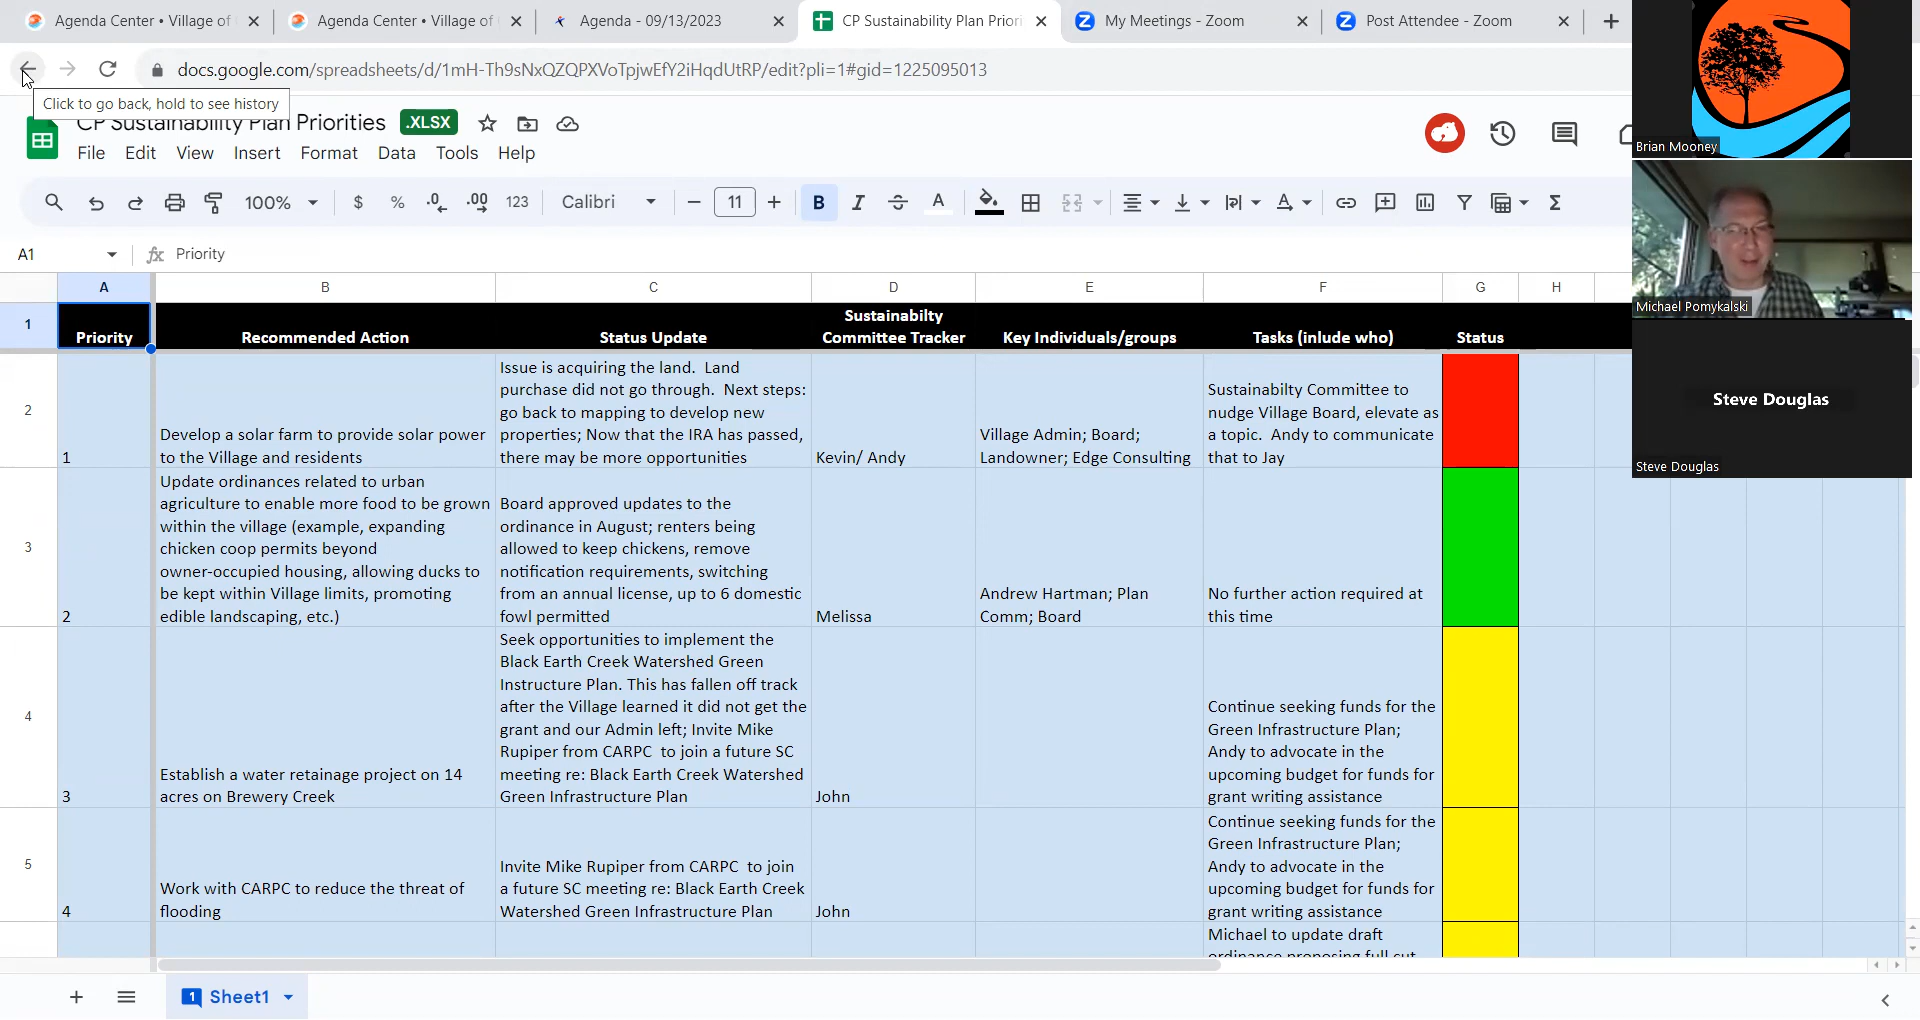 Agenda Center • Village of
Agenda Center • Village of
Agenda - 09/13/2023
CP Sustainability Plan Priori
My Meetings - Zoom
Post Attendee - Zoom
docs.google.com/spreadsheets/d/1mH-Th9sNxQZQPXVoTpjwEfY2iHqdUtRP/edit?pli=1#gid=1225095013
Click to go back, hold to see history
CP Sustainability Plan Priorities
.XLSX
File
Edit
View
Insert
Format
Data
Tools
Help
100%
$
%
.0
.00
123
Calibri
11
B
I
A
A1
fx
Priority
A
B
C
D
E
F
G
H
1
Priority
Recommended Action
Status Update
Sustainabilty
Committee Tracker
Key Individuals/groups
Tasks (inlude who)
Status
2
1
Develop a solar farm to provide solar power
to the Village and residents
Issue is acquiring the land. Land
purchase did not go through. Next steps:
go back to mapping to develop new
properties; Now that the IRA has passed,
there may be more opportunities
Kevin/ Andy
Village Admin; Board;
Landowner; Edge Consulting
Sustainabilty Committee to
nudge Village Board, elevate as
a topic. Andy to communicate
that to Jay
3
2
Update ordinances related to urban
agriculture to enable more food to be grown
within the village (example, expanding
chicken coop permits beyond
owner-occupied housing, allowing ducks to
be kept within Village limits, promoting
edible landscaping, etc.)
Board approved updates to the
ordinance in August; renters being
allowed to keep chickens, remove
notification requirements, switching
from an annual license, up to 6 domestic
fowl permitted
Melissa
Andrew Hartman; Plan
Comm; Board
No further action required at
this time
4
3
Establish a water retainage project on 14
acres on Brewery Creek
Seek opportunities to implement the
Black Earth Creek Watershed Green
Instructure Plan. This has fallen off track
after the Village learned it did not get the
grant and our Admin left; Invite Mike
Rupiper from CARPC to join a future SC
meeting re: Black Earth Creek Watershed
Green Infrastructure Plan
John
Continue seeking funds for the
Green Infrastructure Plan;
Andy to advocate in the
upcoming budget for funds for
grant writing assistance
5
4
Work with CARPC to reduce the threat of
flooding
Invite Mike Rupiper from CARPC to join
a future SC meeting re: Black Earth Creek
Watershed Green Infrastructure Plan
John
Continue seeking funds for the
Green Infrastructure Plan;
Andy to advocate in the
upcoming budget for funds for
grant writing assistance
Michael to update draft
ordinance proposing full cut
1
Sheet1
Brian Mooney
Michael Pomykalski
Steve Douglas
Steve Douglas